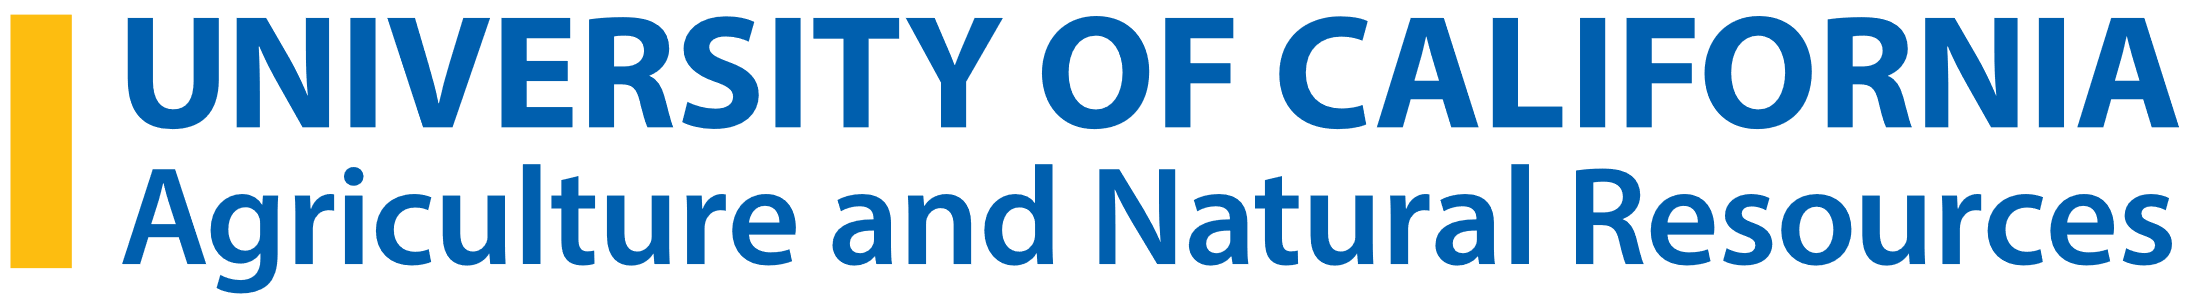 UNIVERSITY OF CALIFORNIA
Agriculture and Natural Resources